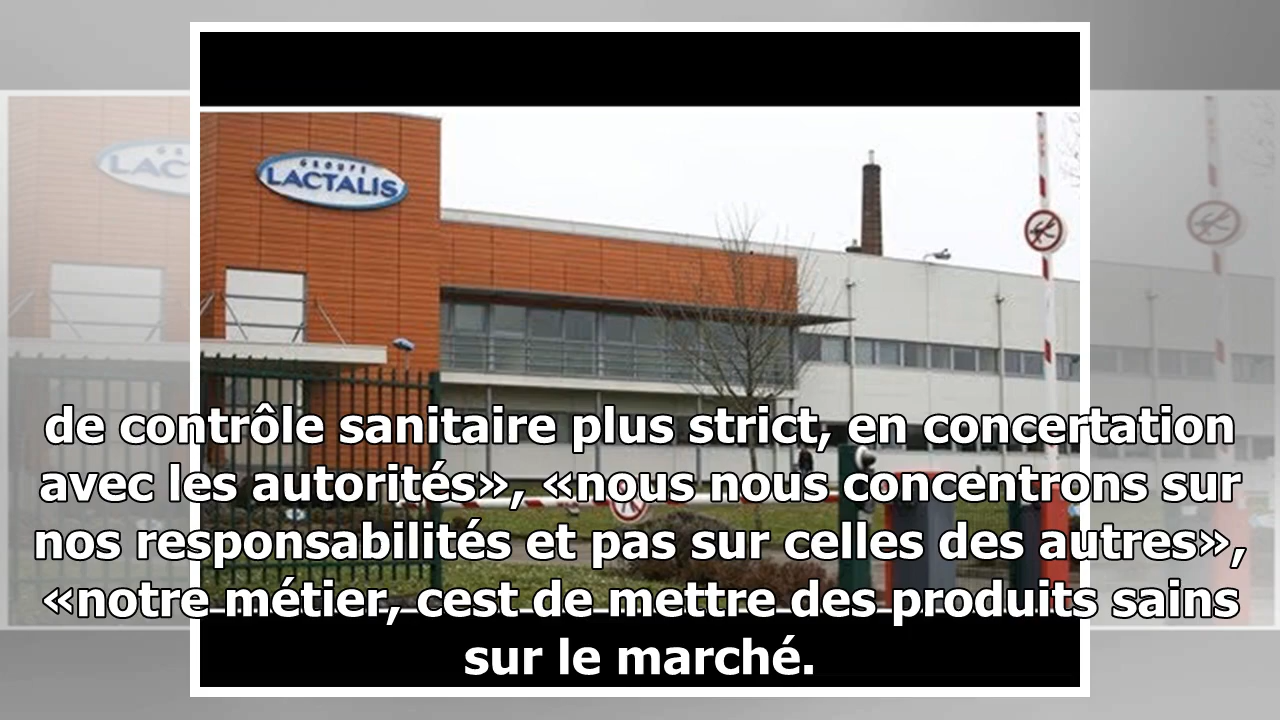 GROUPE
LACTALIS
LAC
de contrôle sanitaire plus strict, en concertation
avec les autorités», «nous nous concentrons sur
nos responsabilités et pas sur celles des autres»,
«notre métier, cest de mettre des produits sains
sur le marché.